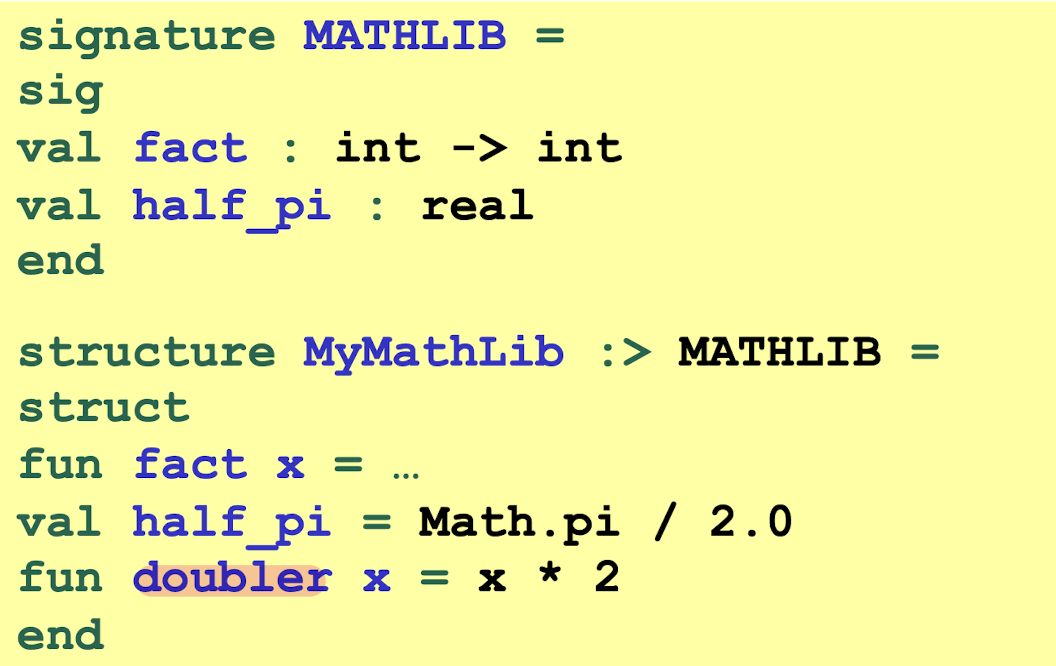 signature MATHLIB =
sig
val fact : int -> int
val half_pi : real
end
structure MyMathLib :> MATHLIB =
struct
fun fact x = …
val half_pi = Math.pi / 2.0
fun doubler x = x * 2
end